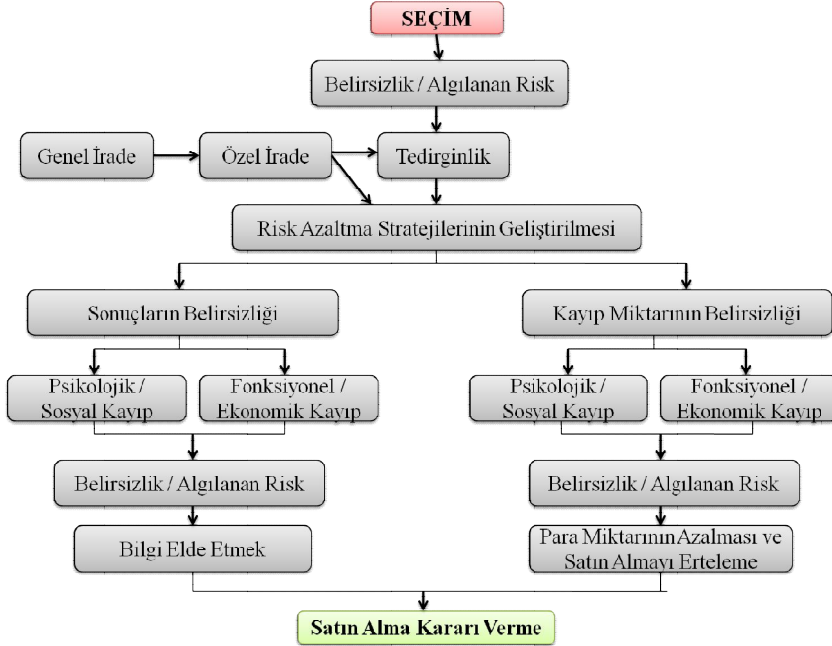 SEÇİM
Belirsizlik / Algılanan Risk
Genel İrade
Özel İrade
Tedirginlik
Risk Azaltma Stratejilerinin Geliştirilmesi
Sonuçların Belirsizliği
Kayıp Miktarının Belirsizliği
Psikolojik /
Sosyal Kayıp
Fonksiyonel /
Ekonomik Kayıp
Psikolojik /
Sosyal Kayıp
Fonksiyonel /
Ekonomik Kayıp
Belirsizlik / Algılanan Risk
Belirsizlik / Algılanan Risk
Bilgi Elde Etmek
Para Miktarının Azalması ve
Satın Almayı Erteleme
Satın Alma Kararı Verme